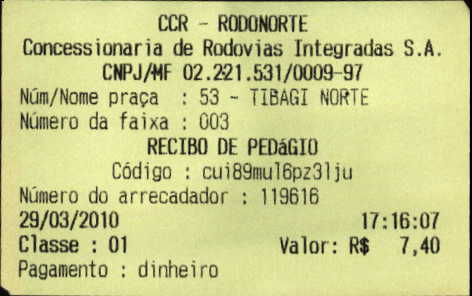 CCR - RODONORTE
Concessionaria de Rodovias Integradas S.A.
CNPJ/MF 02.221.531/0009-97
Núm/Nome praça : 53 - TIBAGI NORTE
Número da faixa : 003
RECIBO DE PEDáGIO
Código : cui89mul6pz3lju
Número do arrecadador : 119616
29/03/2010 17:16:07
Classe : 01 Valor: R$ 7,40
Pagamento : dinheiro